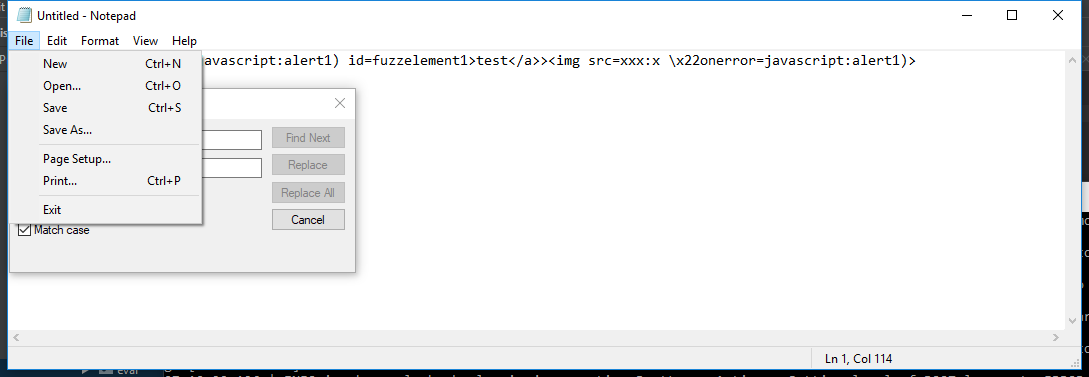 Untitled - Notepad
File Edit Format View Help
avascript:alert1) id=fuzzelement1>test</a>><img src=xxx:x \x22onerror=javascript:alert1)>
New Ctrl+N
Open... Ctrl+O
Save Ctrl+S
Save As...
Page Setup...
Print... Ctrl+P
Exit
Find Next
Replace
Replace All
Cancel
Match case
Ln 1, Col 114
eval